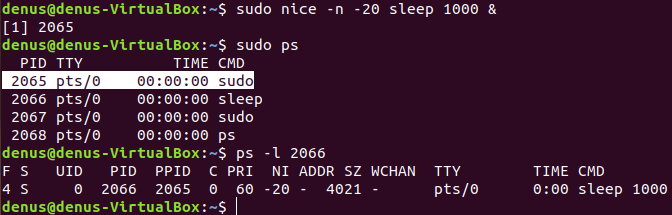 denus@denus-VirtualBox:~$ sudo nice -n -20 sleep 1000 &
[1] 2065
denus@denus-VirtualBox:~$ sudo ps
  PID TTY          TIME CMD
 2065 pts/0    00:00:00 sudo
 2066 pts/0    00:00:00 sleep
 2067 pts/0    00:00:00 sudo
 2068 pts/0    00:00:00 ps
denus@denus-VirtualBox:~$ ps -l 2066
F S   UID   PID  PPID  C PRI  NI ADDR SZ WCHAN  TTY        TIME CMD
4 S     0  2066  2065  0  60 -20 -  4021 -      pts/0      0:00 sleep 1000
denus@denus-VirtualBox:~$